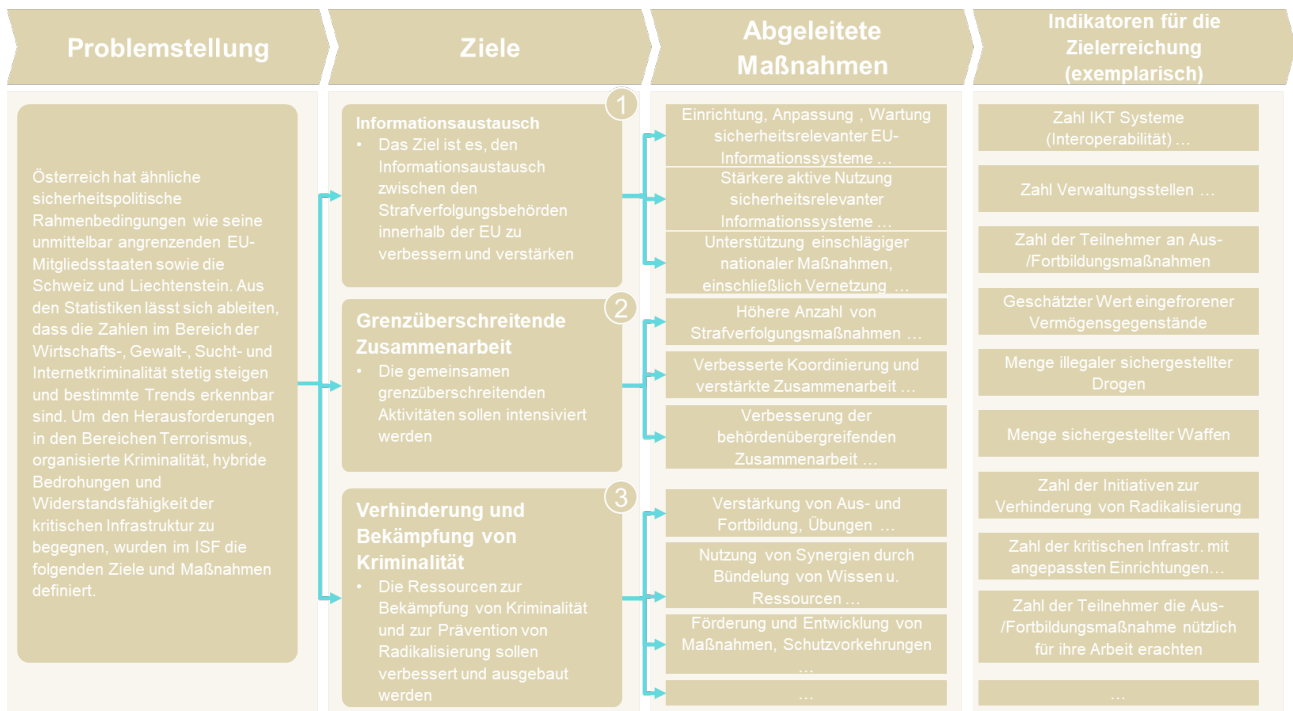 Problemstellung
Österreich hat ähnliche
sicherheitspolitische
Rahmenbedingungen wie seine
unmittelbar angrenzenden EU-
Mitgliedsstaaten sowie die
Schweiz und Liechtenstein. Aus
den Statistiken lässt sich ableiten,
dass die Zahlen im Bereich der
Wirtschafts-, Gewalt-, Sucht- und
Internetkriminalität stetig steigen
und bestimmte Trends erkennbar
sind. Um den Herausforderungen
in den Bereichen Terrorismus,
organisierte Kriminalität, hybride
Bedrohungen und
Widerstandsfähigkeit der
kritischen Infrastruktur zu
begegnen, wurden im ISF die
folgenden Ziele und Maßnahmen
definiert.
Ziele
1
Informationsaustausch
• Das Ziel ist es, den
Informationsaustausch
zwischen den
Strafverfolgungsbehörden
innerhalb der EU zu
verbessern und verstärken
2
Grenzüberschreitende
Zusammenarbeit
• Die gemeinsamen
grenzüberschreitenden
Aktivitäten sollen intensiviert
werden
3
Verhinderung und
Bekämpfung von
Kriminalität
• Die Ressourcen zur
Bekämpfung von Kriminalität
und zur Prävention von
Radikalisierung sollen
verbessert und ausgebaut
werden
Abgeleitete
Maßnahmen
Einrichtung, Anpassung , Wartung
sicherheitsrelevanter EU-
Informationssysteme …
Stärkere aktive Nutzung
sicherheitsrelevanter
Informationssysteme …
Unterstützung einschlägiger
nationaler Maßnahmen,
einschließlich Vernetzung …
Höhere Anzahl von
Strafverfolgungsmaßnahmen …
Verbesserte Koordinierung und
verstärkte Zusammenarbeit …
Verbesserung der
behördenübergreifenden
Zusammenarbeit …
Verstärkung von Aus- und
Fortbildung, Übungen …
Nutzung von Synergien durch
Bündelung von Wissen u.
Ressourcen …
Förderung und Entwicklung von
Maßnahmen, Schutzvorkehrungen
…
…
Indikatoren für die
Zielerreichung
(exemplarisch)
Zahl IKT Systeme
(Interoperabilität) …
Zahl Verwaltungsstellen …
Zahl der Teilnehmer an Aus-
/Fortbildungsmaßnahmen
Geschätzter Wert eingefrorener
Vermögensgegenstände
Menge illegaler sichergestellter
Drogen
Menge sichergestellter Waffen
Zahl der Initiativen zur
Verhinderung von Radikalisierung
Zahl der kritischen Infrastr. mit
angepassten Einrichtungen…
Zahl der Teilnehmer die Aus-
/Fortbildungsmaßnahme nützlich
für ihre Arbeit erachten
…